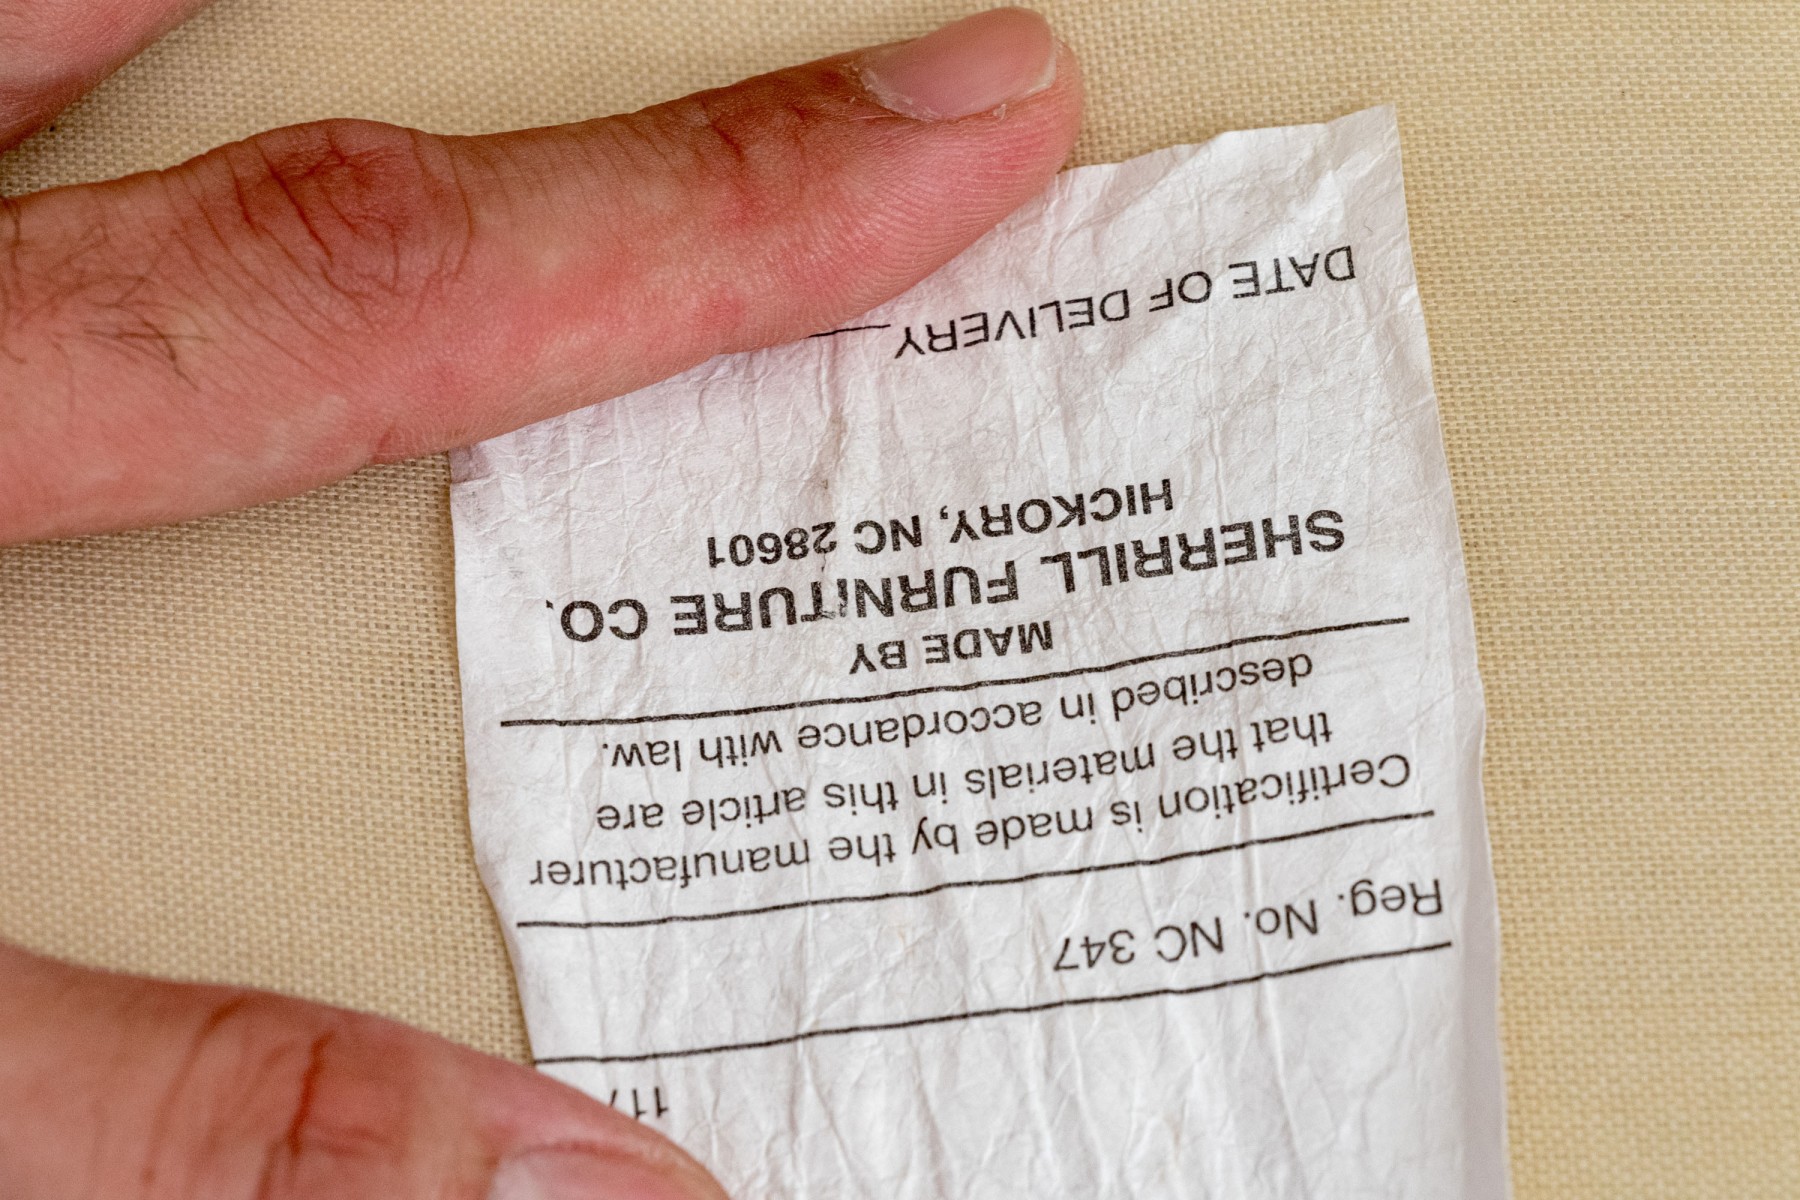 Reg. No. NC 347
Certification is made by the manufacturer
that the materials in this article are
described in accordance with law.
MADE BY
SHERRILL FURNITURE CO.
HICKORY, NC 28601
DATE OF DELIVERY